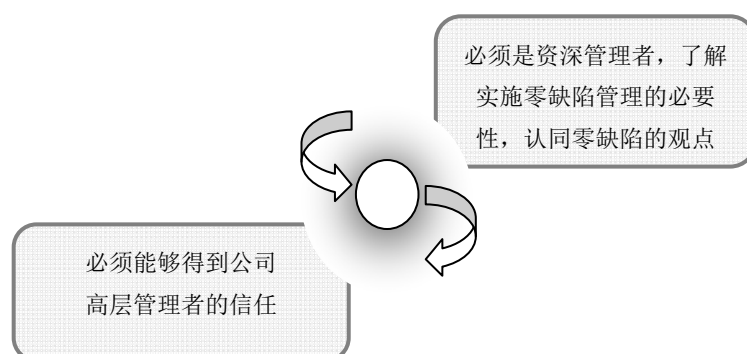 必须是资深管理者，了解
实施零缺陷管理的必要
性，认同零缺陷的观点
必须能够得到公司
高层管理者的信任